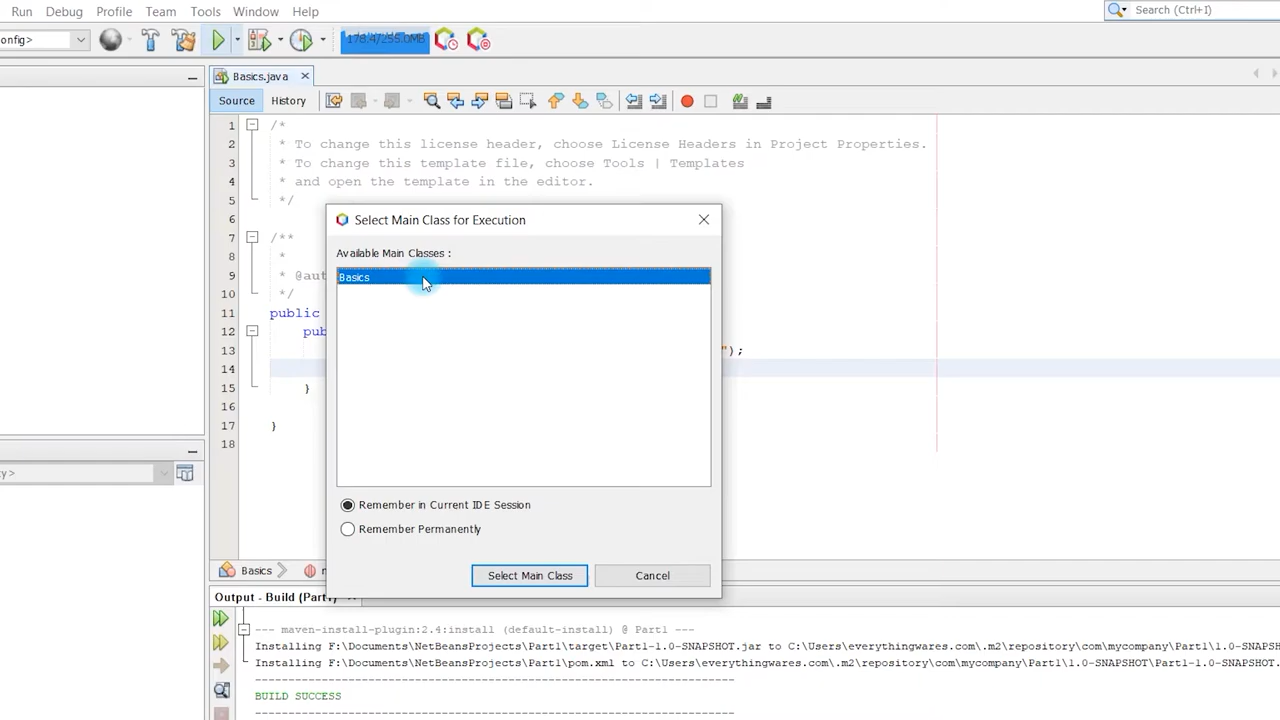 Run Debug Profile Team Tools Window Help
Search (Ctrl+I)
onfig>
178.4/255.0MB
Basics.java
Source History
1 /*
2 * To change this license header, choose License Headers in Project Properties.
3 * To change this template file, choose Tools | Templates
4 * and open the template in the editor.
5 */
6
7 /**
8 *
9 * @aut
10 */
11 public
12 pub
13 ");
14
15 }
16
17 }
18
Select Main Class for Execution
Available Main Classes :
Basics
Remember in Current IDE Session
Remember Permanently
Select Main Class Cancel
y>
Basics
Output - Build (Part1)
--- maven-install-plugin:2.4:install (default-install) @ Part1 ---
Installing F:\Documents\NetBeansProjects\Part1\target\Part1-1.0-SNAPSHOT.jar to C:\Users\everythingwares.com\.m2\repository\com\mycompany\Part1\1.0-SNAPSH
Installing F:\Documents\NetBeansProjects\Part1\pom.xml to C:\Users\everythingwares.com\.m2\repository\com\mycompany\Part1\1.0-SNAPSHOT\Part1-1.0-SNAPSHOT.
------------------------------------------------------------------------
BUILD SUCCESS
------------------------------------------------------------------------